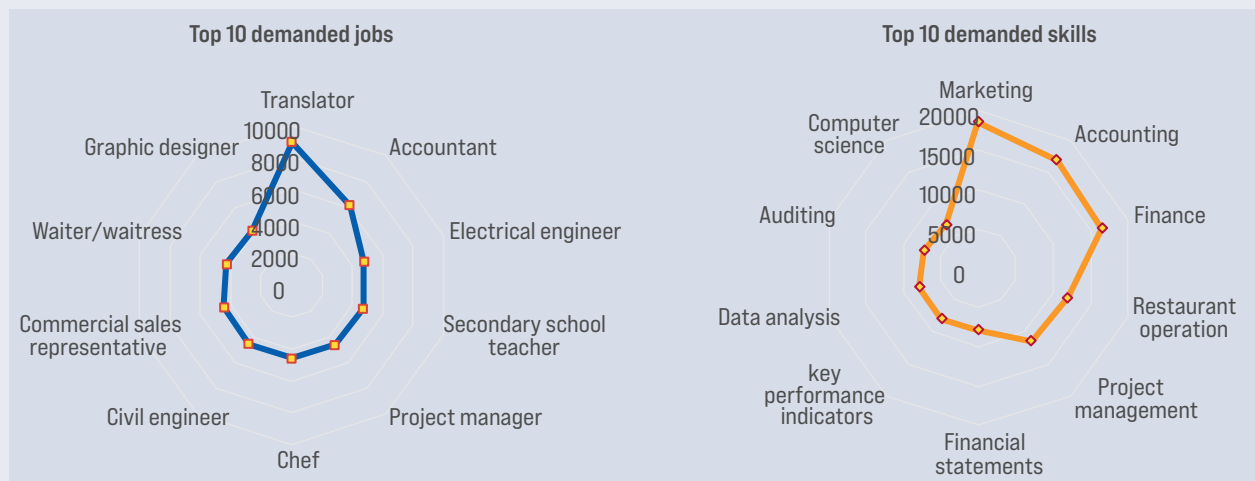 Top 10 demanded jobs
Translator
10000
8000
6000
4000
2000
0
Accountant
Electrical engineer
Secondary school
teacher
Project manager
Chef
Civil engineer
Commercial sales
representative
Waiter/waitress
Graphic designer
Top 10 demanded skills
Marketing
20000
15000
10000
5000
0
Accounting
Finance
Restaurant
operation
Project
management
Financial
statements
key
performance
indicators
Data analysis
Auditing
Computer
science